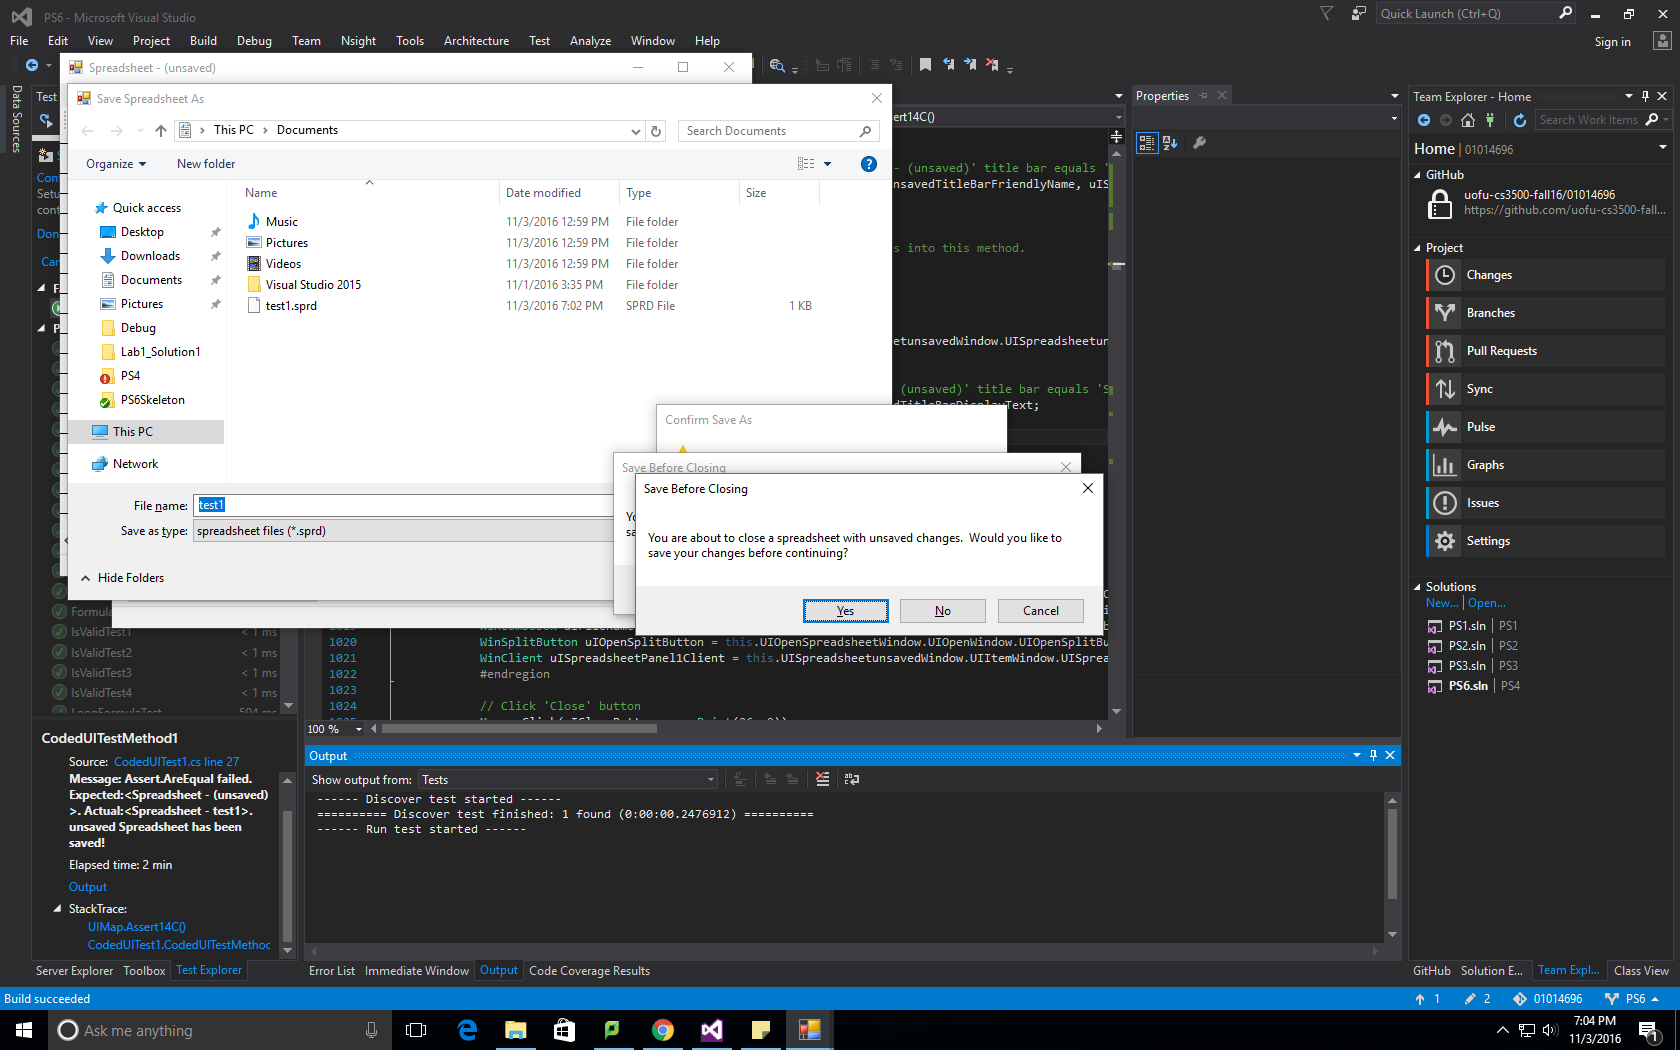 PS6 - Microsoft Visual Studio
Quick Launch (Ctrl+Q)
File Edit View Project Build Debug Team Nsight Tools Architecture Test Analyze Window Help
Sign in
Spreadsheet - (unsaved)
Data Sources
Test
Save Spreadsheet As
This PC > Documents
Search Documents
Organize
New folder
Name
Date modified
Type
Size
Quick access
Desktop
Downloads
Documents
Pictures
Debug
Lab1_Solution1
PS4
PS6Skeleton
This PC
Network
Music 11/3/2016 12:59 PM File folder
Pictures 11/3/2016 12:59 PM File folder
Videos 11/3/2016 12:59 PM File folder
Visual Studio 2015 11/1/2016 3:35 PM File folder
test1.sprd 11/3/2016 7:02 PM SPRD File 1 KB
File name: test1
Save as type: spreadsheet files (*.sprd)
Hide Folders
Confirm Save As
Save Before Closing
Save Before Closing
You are about to close a spreadsheet with unsaved changes. Would you like to
save your changes before continuing?
Yes
No
Cancel
ert14C()
- (unsaved)' title bar equals '
nsavedTitleBarFriendlyName, uIS
s into this method.
etunsavedWindow.UISpreadsheetun
(unsaved)' title bar equals 'S
dTitleBarDisplayText;
1020 WinSplitButton uIOpenSplitButton = this.UIOpenSpreadsheetWindow.UIOpenWindow.UIOpenSplitBu
1021 WinClient uISpreadsheetPanel1Client = this.UISpreadsheetunsavedWindow.UIItemWindow.UISprea
1022 #endregion
1023
1024 // Click 'Close' button
100 %
Formula
IsValidTest1 < 1 ms
IsValidTest2 < 1 ms
IsValidTest3 < 1 ms
IsValidTest4 < 1 ms
LongFormulaTest 594 ms
CodedUITestMethod1
Source: CodedUITest1.cs line 27
Message: Assert.AreEqual failed.
Expected:<Spreadsheet - (unsaved)
>. Actual:<Spreadsheet - test1>.
unsaved Spreadsheet has been
saved!
Elapsed time: 2 min
Output
StackTrace:
UIMap.Assert14C()
CodedUITest1.CodedUITestMethod
Server Explorer Toolbox Test Explorer
Output
Show output from: Tests
------ Discover test started ------
========== Discover test finished: 1 found (0:00:00.2476912) ==========
------ Run test started ------
Error List Immediate Window Output Code Coverage Results
Properties
Team Explorer - Home
Search Work Items
Home | 01014696
GitHub
uofu-cs3500-fall16/01014696
https://github.com/uofu-cs3500-fall...
Project
Changes
Branches
Pull Requests
Sync
Pulse
Graphs
Issues
Settings
Solutions
New... | Open...
PS1.sln | PS1
PS2.sln | PS2
PS3.sln | PS3
PS6.sln | PS4
GitHub Solution E... Team Expl... Class View
Build succeeded
1 2 01014696 PS6
Ask me anything
7:04 PM
11/3/2016
1